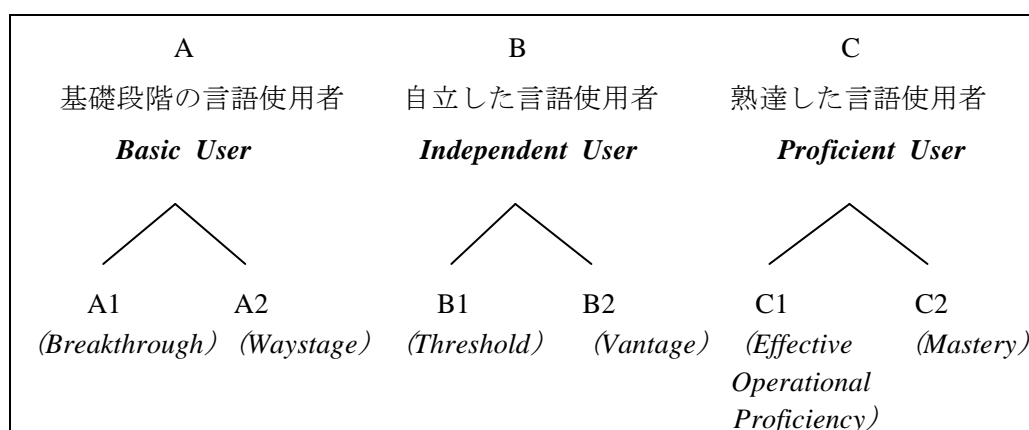 A B C
基礎段階の言語使用者 自立した言語使用者 熟達した言語使用者
Basic User Independent User Proficient User
A1 A2 B1 B2 C1 C2
(Breakthrough) (Waystage) (Threshold) (Vantage) (Effective (Mastery)
Operational
Proficiency)